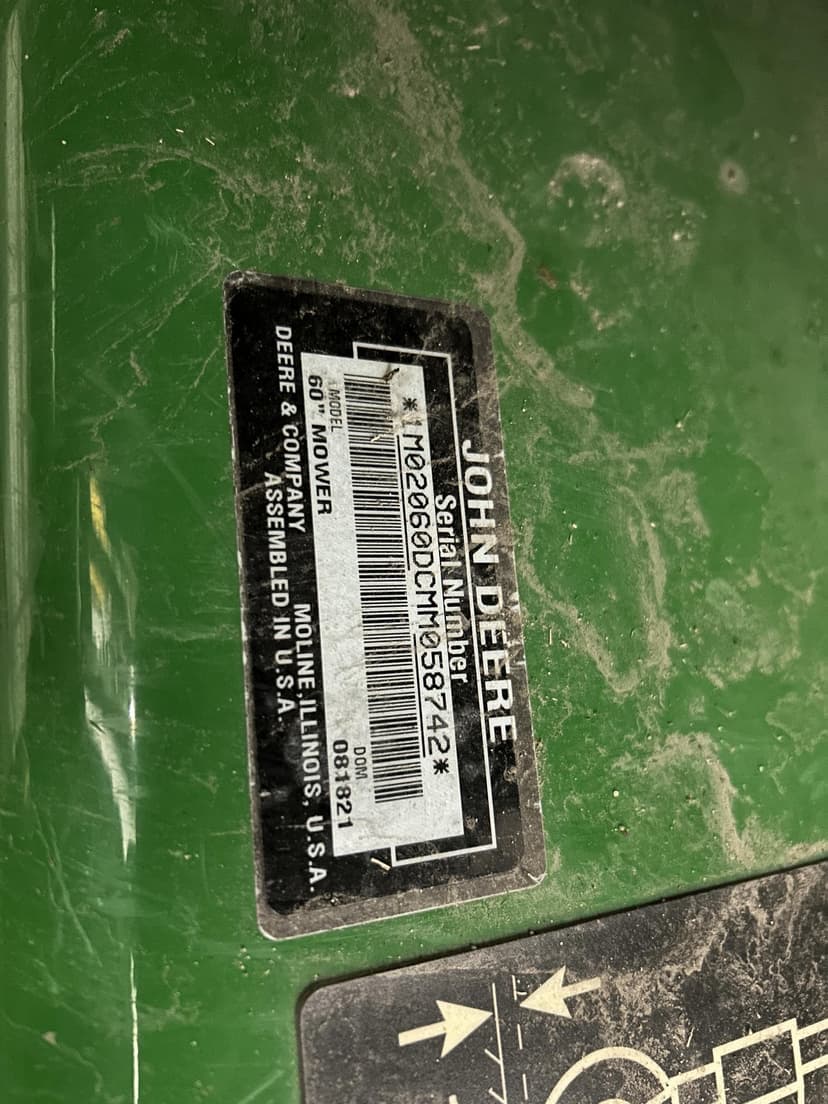 JOHN DEERE
Serial Number
*1M02060DCMM058742*
MODEL
DOM
60" MOWER
081821
DEERE & COMPANY
MOLINE, ILLINOIS, U.S.A.
ASSEMBLED IN U.S.A.